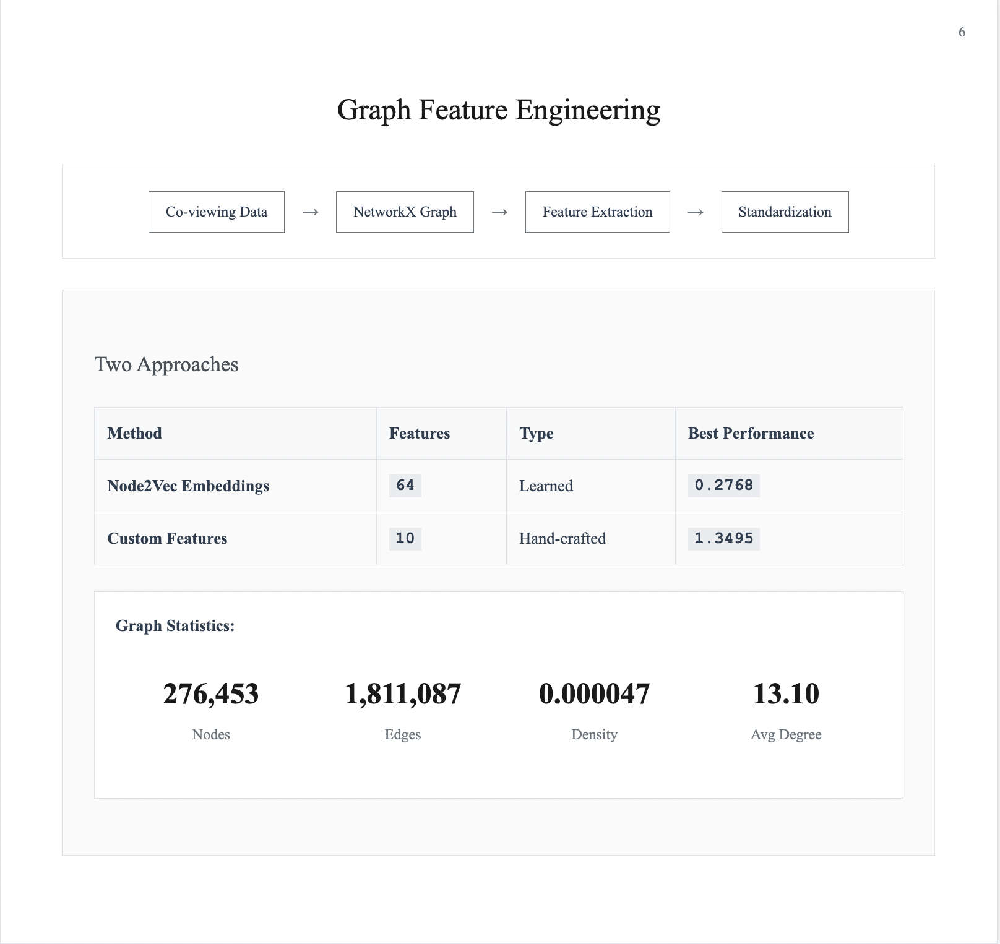 6
Graph Feature Engineering
Co-viewing Data → NetworkX Graph → Feature Extraction → Standardization
Two Approaches
Method Features Type Best Performance
Node2Vec Embeddings 64 Learned 0.2768
Custom Features 10 Hand-crafted 1.3495
Graph Statistics:
276,453 1,811,087 0.000047 13.10
Nodes Edges Density Avg Degree